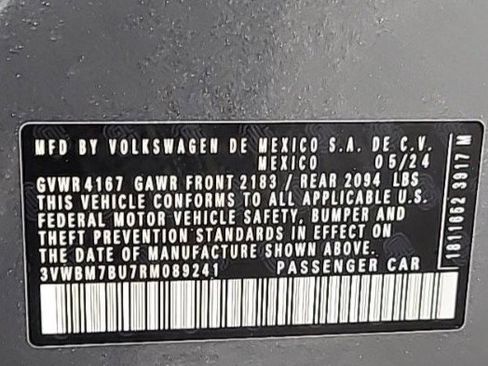 MFD BY VOLKSWAGEN DE MEXICO S.A. DE C.V.
MEXICO 05/24
GVWR 4167 GAWR FRONT 2183 / REAR 2094 LBS
THIS VEHICLE CONFORMS TO ALL APPLICABLE U.S.
FEDERAL MOTOR VEHICLE SAFETY, BUMPER AND
THEFT PREVENTION STANDARDS IN EFFECT ON
THE DATE OF MANUFACTURE SHOWN ABOVE.
3VWBM7BU7RM089241 PASSENGER CAR
1811662 3917 M